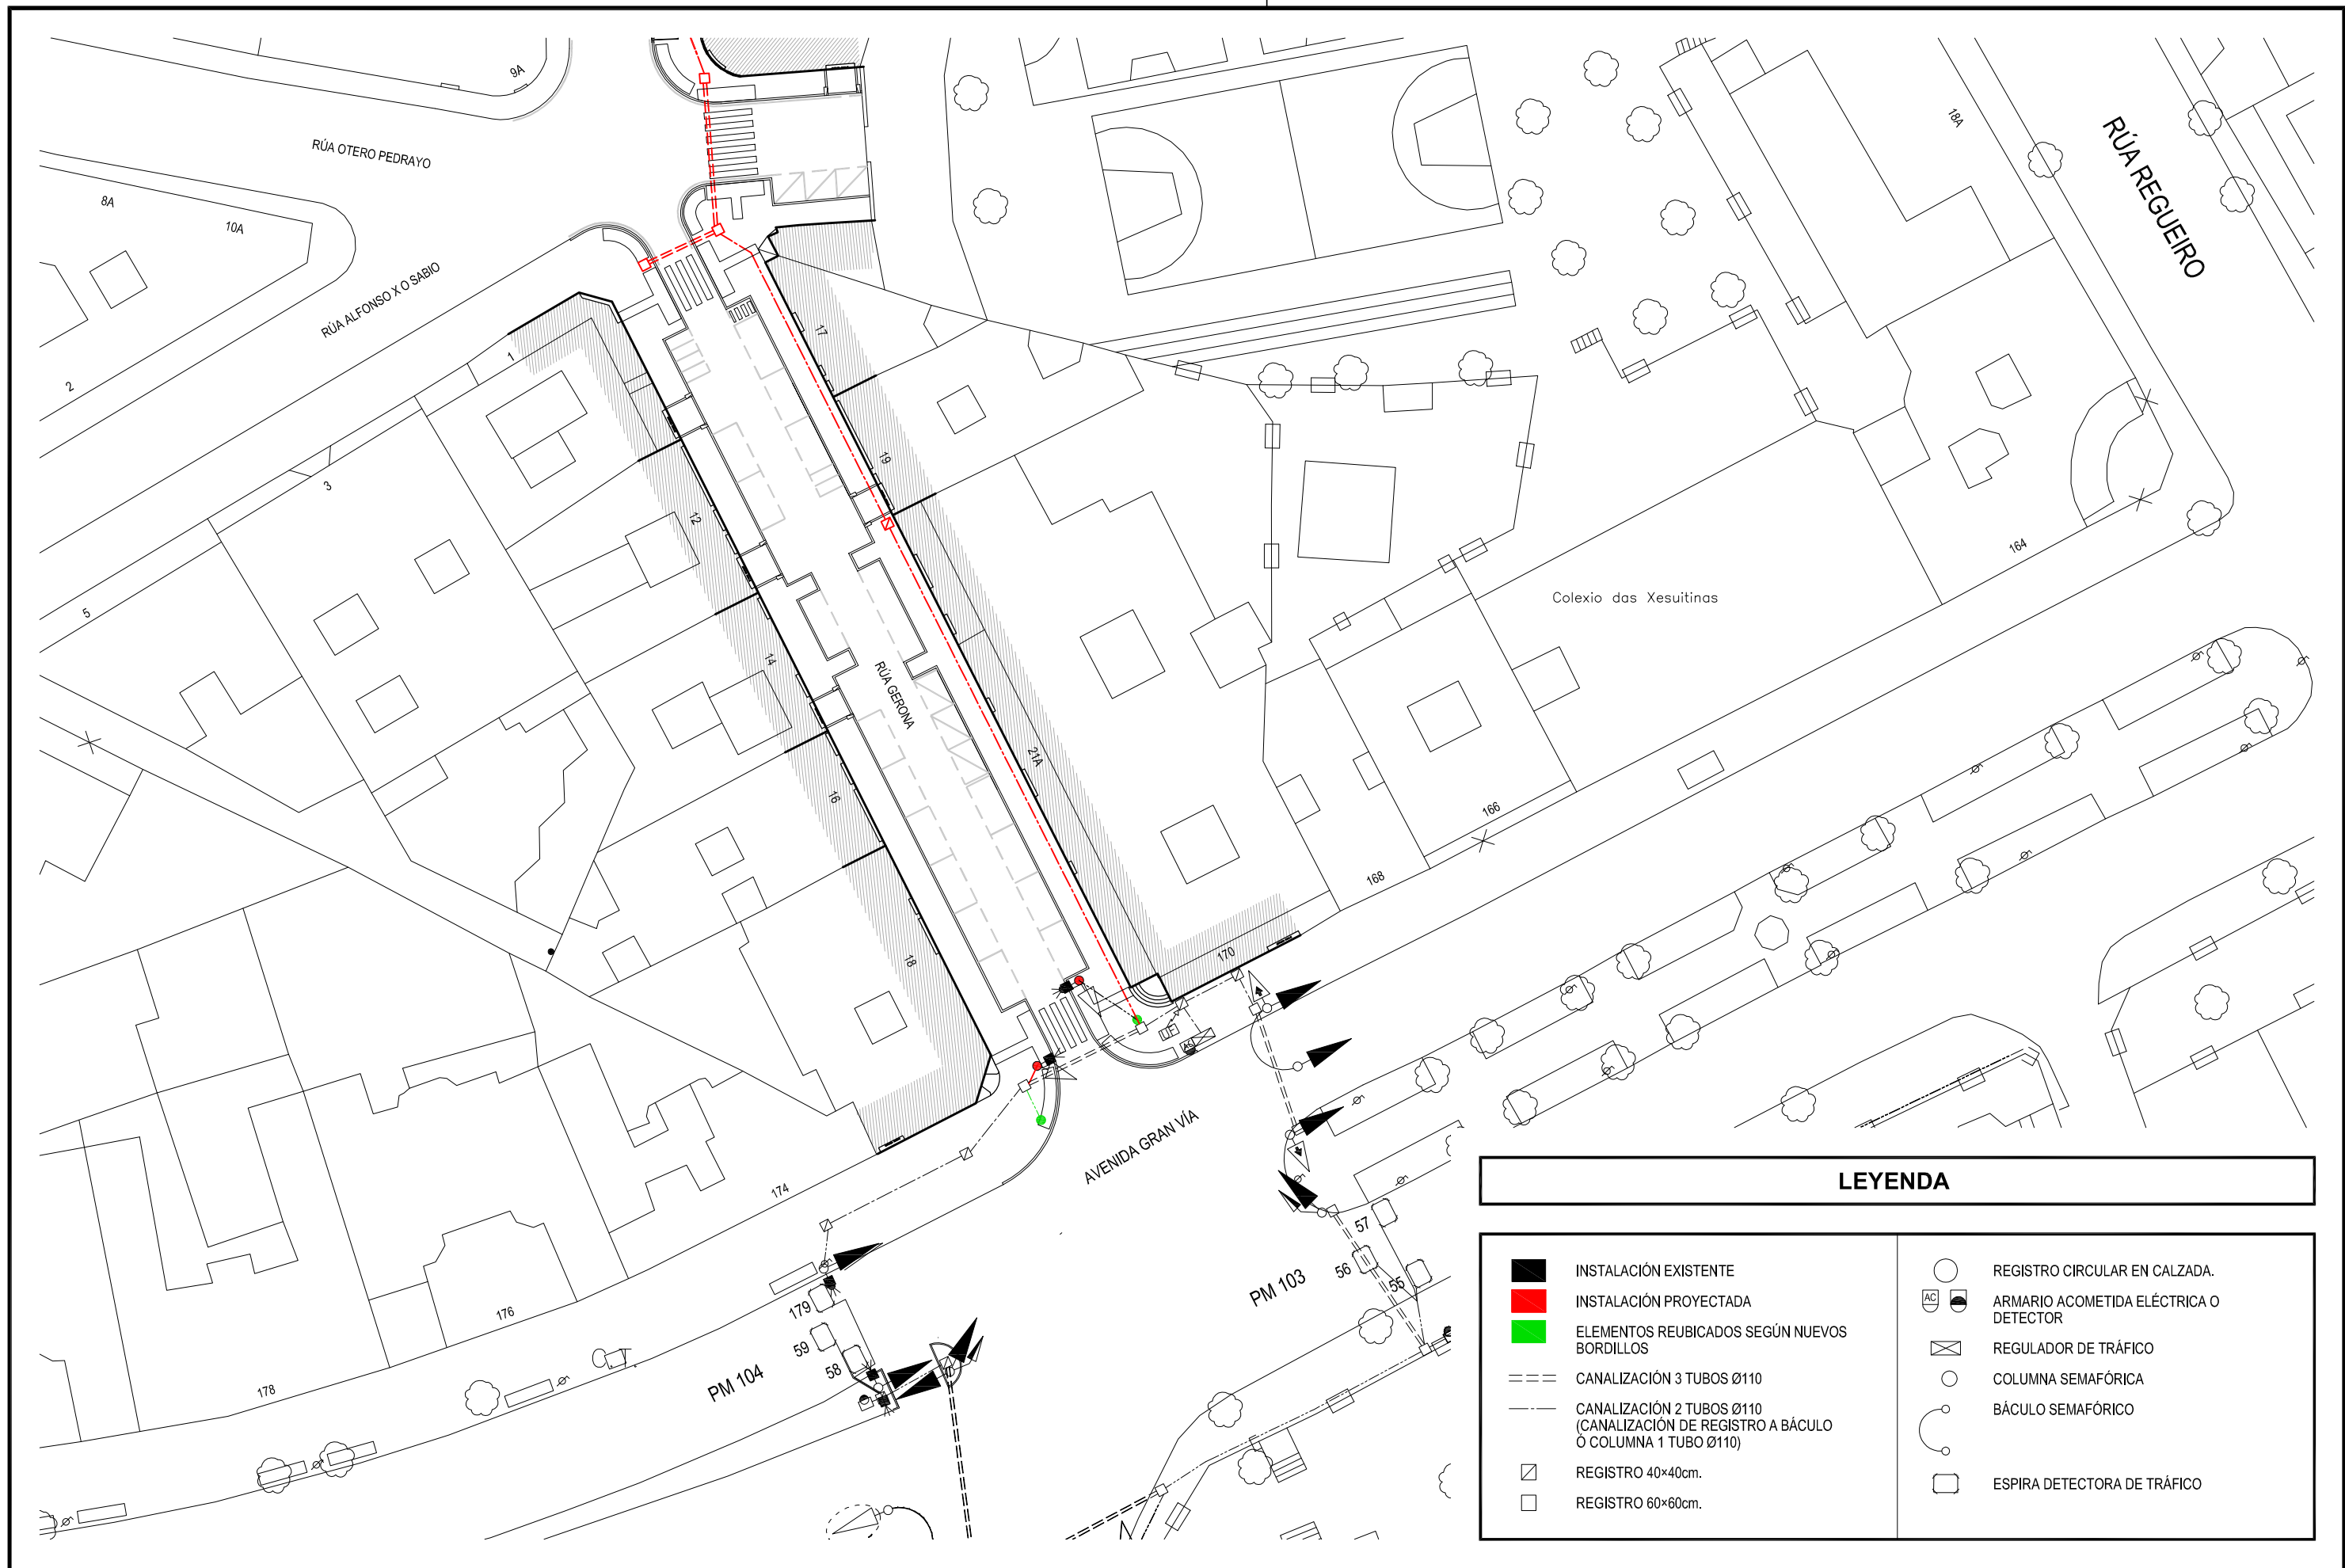 9A
RÚA OTERO PEDRAYO
8A
10A
RÚA ALFONSO X O SABIO
2
1
3
5
17
19
12
14
16
18
21A
RÚA GERONA
18A
RÚA REGUEIRO
164
Colexio das Xesuitinas
166
168
170
AC
174
AVENIDA GRAN VÍA
176
178
179
59
58
PM 104
PM 103
57
56
55
LEYENDA
INSTALACIÓN EXISTENTE
INSTALACIÓN PROYECTADA
ELEMENTOS REUBICADOS SEGÚN NUEVOS
BORDILLOS
CANALIZACIÓN 3 TUBOS Ø110
CANALIZACIÓN 2 TUBOS Ø110
(CANALIZACIÓN DE REGISTRO A BÁCULO
Ó COLUMNA 1 TUBO Ø110)
REGISTRO 40×40cm.
REGISTRO 60×60cm.
REGISTRO CIRCULAR EN CALZADA.
AC
ARMARIO ACOMETIDA ELÉCTRICA O
DETECTOR
REGULADOR DE TRÁFICO
COLUMNA SEMAFÓRICA
BÁCULO SEMAFÓRICO
ESPIRA DETECTORA DE TRÁFICO